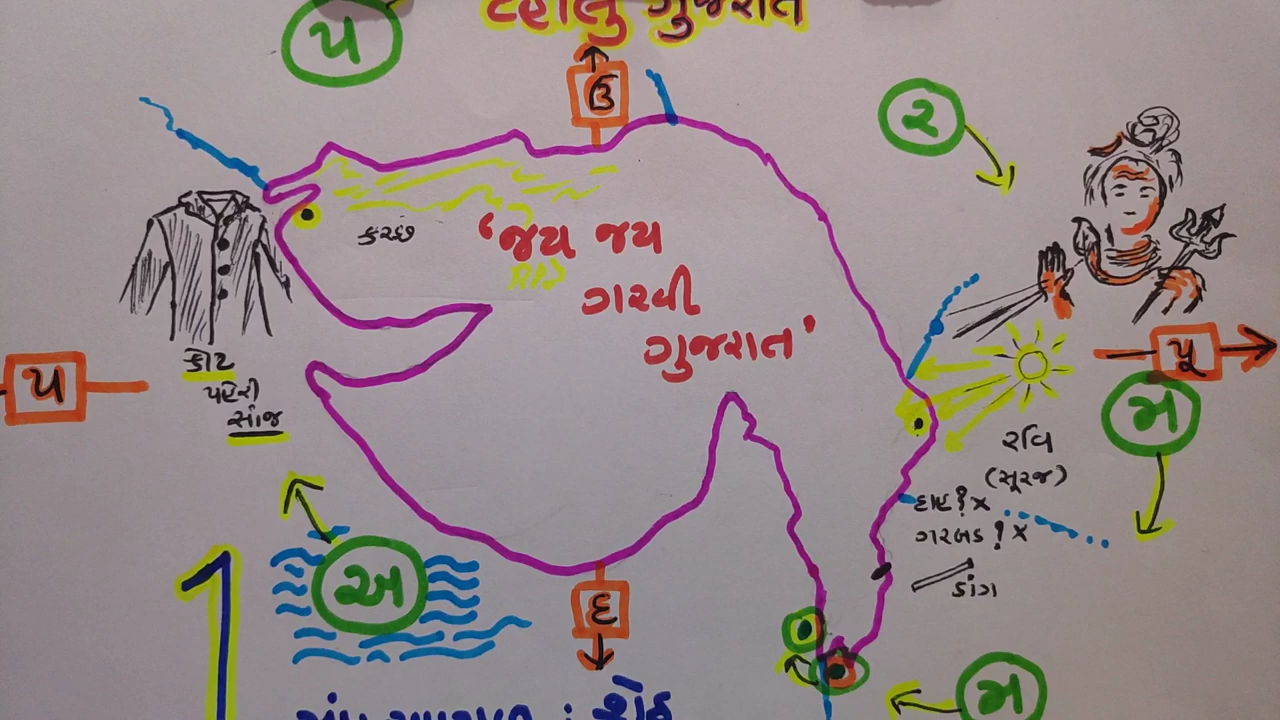 વ્હાલુ ગુજરાત
પ
ઉ
ર
કચ્છ
'જય જય
ગરવી
ગુજરાત'
કોટ
પહેરી
સાંજ
પ
પૂ
મ
રવિ
(સૂરજ)
દાહ? x
ગરબડ? x
ડાંગ
અ
1
દ
મ